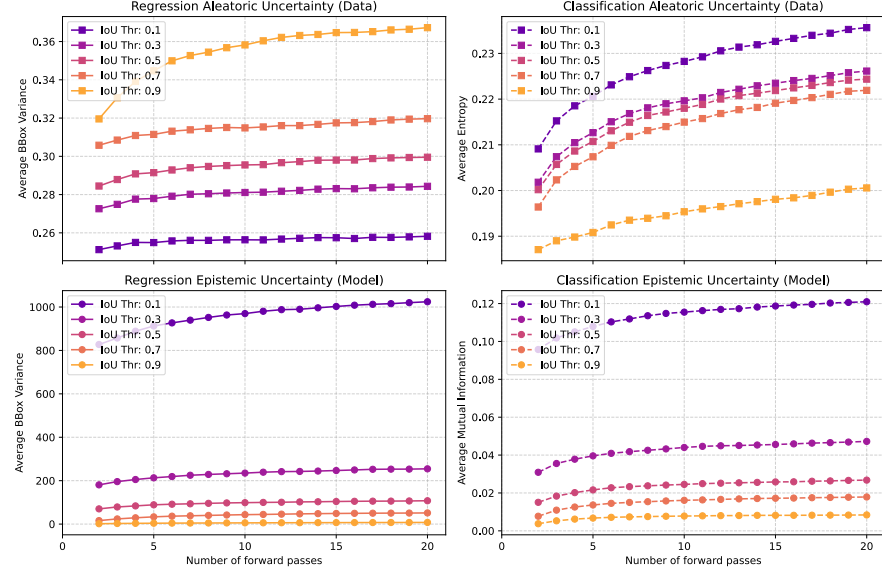 Regression Aleatoric Uncertainty (Data)
Average BBox Variance
0.36
0.34
0.32
0.30
0.28
0.26
IoU Thr: 0.1
IoU Thr: 0.3
IoU Thr: 0.5
IoU Thr: 0.7
IoU Thr: 0.9
Classification Aleatoric Uncertainty (Data)
Average Entropy
0.23
0.22
0.21
0.20
0.19
IoU Thr: 0.1
IoU Thr: 0.3
IoU Thr: 0.5
IoU Thr: 0.7
IoU Thr: 0.9
Regression Epistemic Uncertainty (Model)
Average BBox Variance
1000
800
600
400
200
0
IoU Thr: 0.1
IoU Thr: 0.3
IoU Thr: 0.5
IoU Thr: 0.7
IoU Thr: 0.9
0 5 10 15 20
Number of forward passes
Classification Epistemic Uncertainty (Model)
Average Mutual Information
0.12
0.10
0.08
0.06
0.04
0.02
0.00
IoU Thr: 0.1
IoU Thr: 0.3
IoU Thr: 0.5
IoU Thr: 0.7
IoU Thr: 0.9
0 5 10 15 20
Number of forward passes